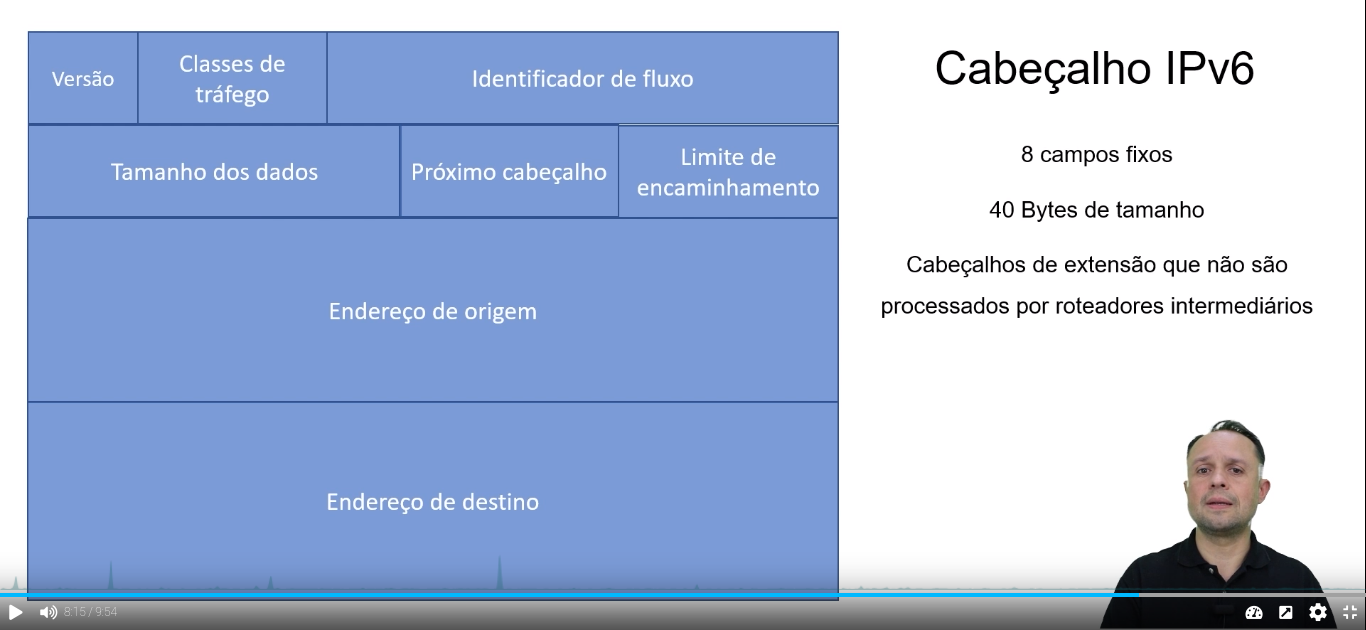 Cabeçalho IPv6
Versão
Classes de
tráfego
Identificador de fluxo
Tamanho dos dados
Próximo cabeçalho
Limite de
encaminhamento
Endereço de origem
Endereço de destino
8 campos fixos
40 Bytes de tamanho
Cabeçalhos de extensão que não são
processados por roteadores intermediários
8:15 / 9:54